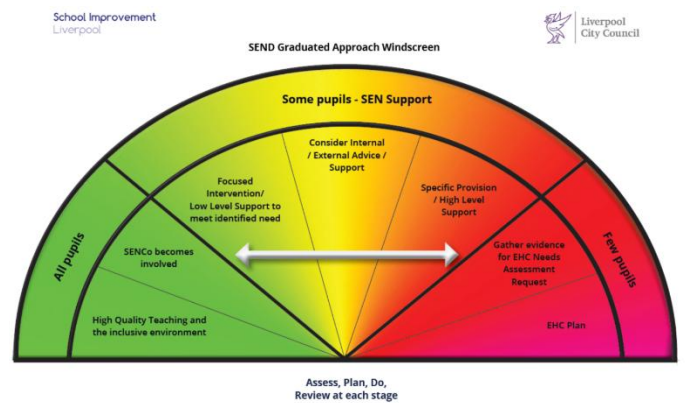 School Improvement
Liverpool
Liverpool
City Council
SEND Graduated Approach Windscreen
Some pupils - SEN Support
Consider Internal
/ External Advice /
Support
Focused
Intervention/
Low Level Support to
meet identified need
Specific Provision
/ High Level
Support
All pupils
SENCo becomes
involved
Gather evidence
for EHC Needs
Assessment
Request
Few pupils
High Quality Teaching and
the inclusive environment
EHC Plan
Assess, Plan, Do,
Review at each stage